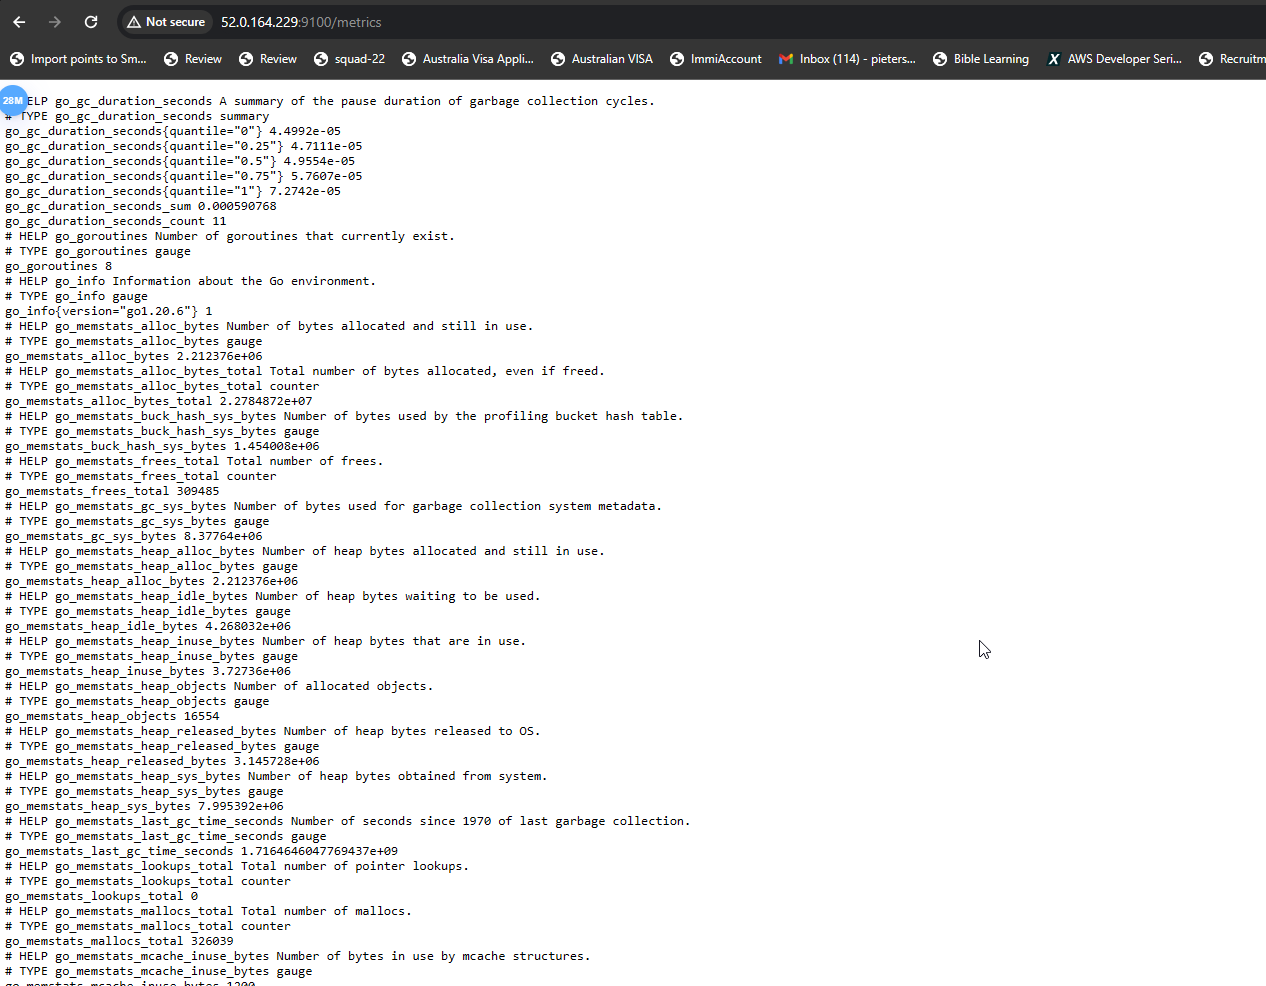 Not secure 52.0.164.229:9100/metrics
Import points to Sm... Review Review squad-22 Australia Visa Appli... Australian VISA ImmiAccount Inbox (114) - pieters... Bible Learning AWS Developer Seri... Recruitm
28M
HELP go_gc_duration_seconds A summary of the pause duration of garbage collection cycles.
# TYPE go_gc_duration_seconds summary
go_gc_duration_seconds{quantile="0"} 4.4992e-05
go_gc_duration_seconds{quantile="0.25"} 4.7111e-05
go_gc_duration_seconds{quantile="0.5"} 4.9554e-05
go_gc_duration_seconds{quantile="0.75"} 5.7607e-05
go_gc_duration_seconds{quantile="1"} 7.2742e-05
go_gc_duration_seconds_sum 0.000590768
go_gc_duration_seconds_count 11
# HELP go_goroutines Number of goroutines that currently exist.
# TYPE go_goroutines gauge
go_goroutines 8
# HELP go_info Information about the Go environment.
# TYPE go_info gauge
go_info{version="go1.20.6"} 1
# HELP go_memstats_alloc_bytes Number of bytes allocated and still in use.
# TYPE go_memstats_alloc_bytes gauge
go_memstats_alloc_bytes 2.212376e+06
# HELP go_memstats_alloc_bytes_total Total number of bytes allocated, even if freed.
# TYPE go_memstats_alloc_bytes_total counter
go_memstats_alloc_bytes_total 2.2784872e+07
# HELP go_memstats_buck_hash_sys_bytes Number of bytes used by the profiling bucket hash table.
# TYPE go_memstats_buck_hash_sys_bytes gauge
go_memstats_buck_hash_sys_bytes 1.454008e+06
# HELP go_memstats_frees_total Total number of frees.
# TYPE go_memstats_frees_total counter
go_memstats_frees_total 309485
# HELP go_memstats_gc_sys_bytes Number of bytes used for garbage collection system metadata.
# TYPE go_memstats_gc_sys_bytes gauge
go_memstats_gc_sys_bytes 8.37764e+06
# HELP go_memstats_heap_alloc_bytes Number of heap bytes allocated and still in use.
# TYPE go_memstats_heap_alloc_bytes gauge
go_memstats_heap_alloc_bytes 2.212376e+06
# HELP go_memstats_heap_idle_bytes Number of heap bytes waiting to be used.
# TYPE go_memstats_heap_idle_bytes gauge
go_memstats_heap_idle_bytes 4.268032e+06
# HELP go_memstats_heap_inuse_bytes Number of heap bytes that are in use.
# TYPE go_memstats_heap_inuse_bytes gauge
go_memstats_heap_inuse_bytes 3.72736e+06
# HELP go_memstats_heap_objects Number of allocated objects.
# TYPE go_memstats_heap_objects gauge
go_memstats_heap_objects 16554
# HELP go_memstats_heap_released_bytes Number of heap bytes released to OS.
# TYPE go_memstats_heap_released_bytes gauge
go_memstats_heap_released_bytes 3.145728e+06
# HELP go_memstats_heap_sys_bytes Number of heap bytes obtained from system.
# TYPE go_memstats_heap_sys_bytes gauge
go_memstats_heap_sys_bytes 7.995392e+06
# HELP go_memstats_last_gc_time_seconds Number of seconds since 1970 of last garbage collection.
# TYPE go_memstats_last_gc_time_seconds gauge
go_memstats_last_gc_time_seconds 1.7164646047769437e+09
# HELP go_memstats_lookups_total Total number of pointer lookups.
# TYPE go_memstats_lookups_total counter
go_memstats_lookups_total 0
# HELP go_memstats_mallocs_total Total number of mallocs.
# TYPE go_memstats_mallocs_total counter
go_memstats_mallocs_total 326039
# HELP go_memstats_mcache_inuse_bytes Number of bytes in use by mcache structures.
# TYPE go_memstats_mcache_inuse_bytes gauge
go_memstats_mcache_inuse_bytes 1200